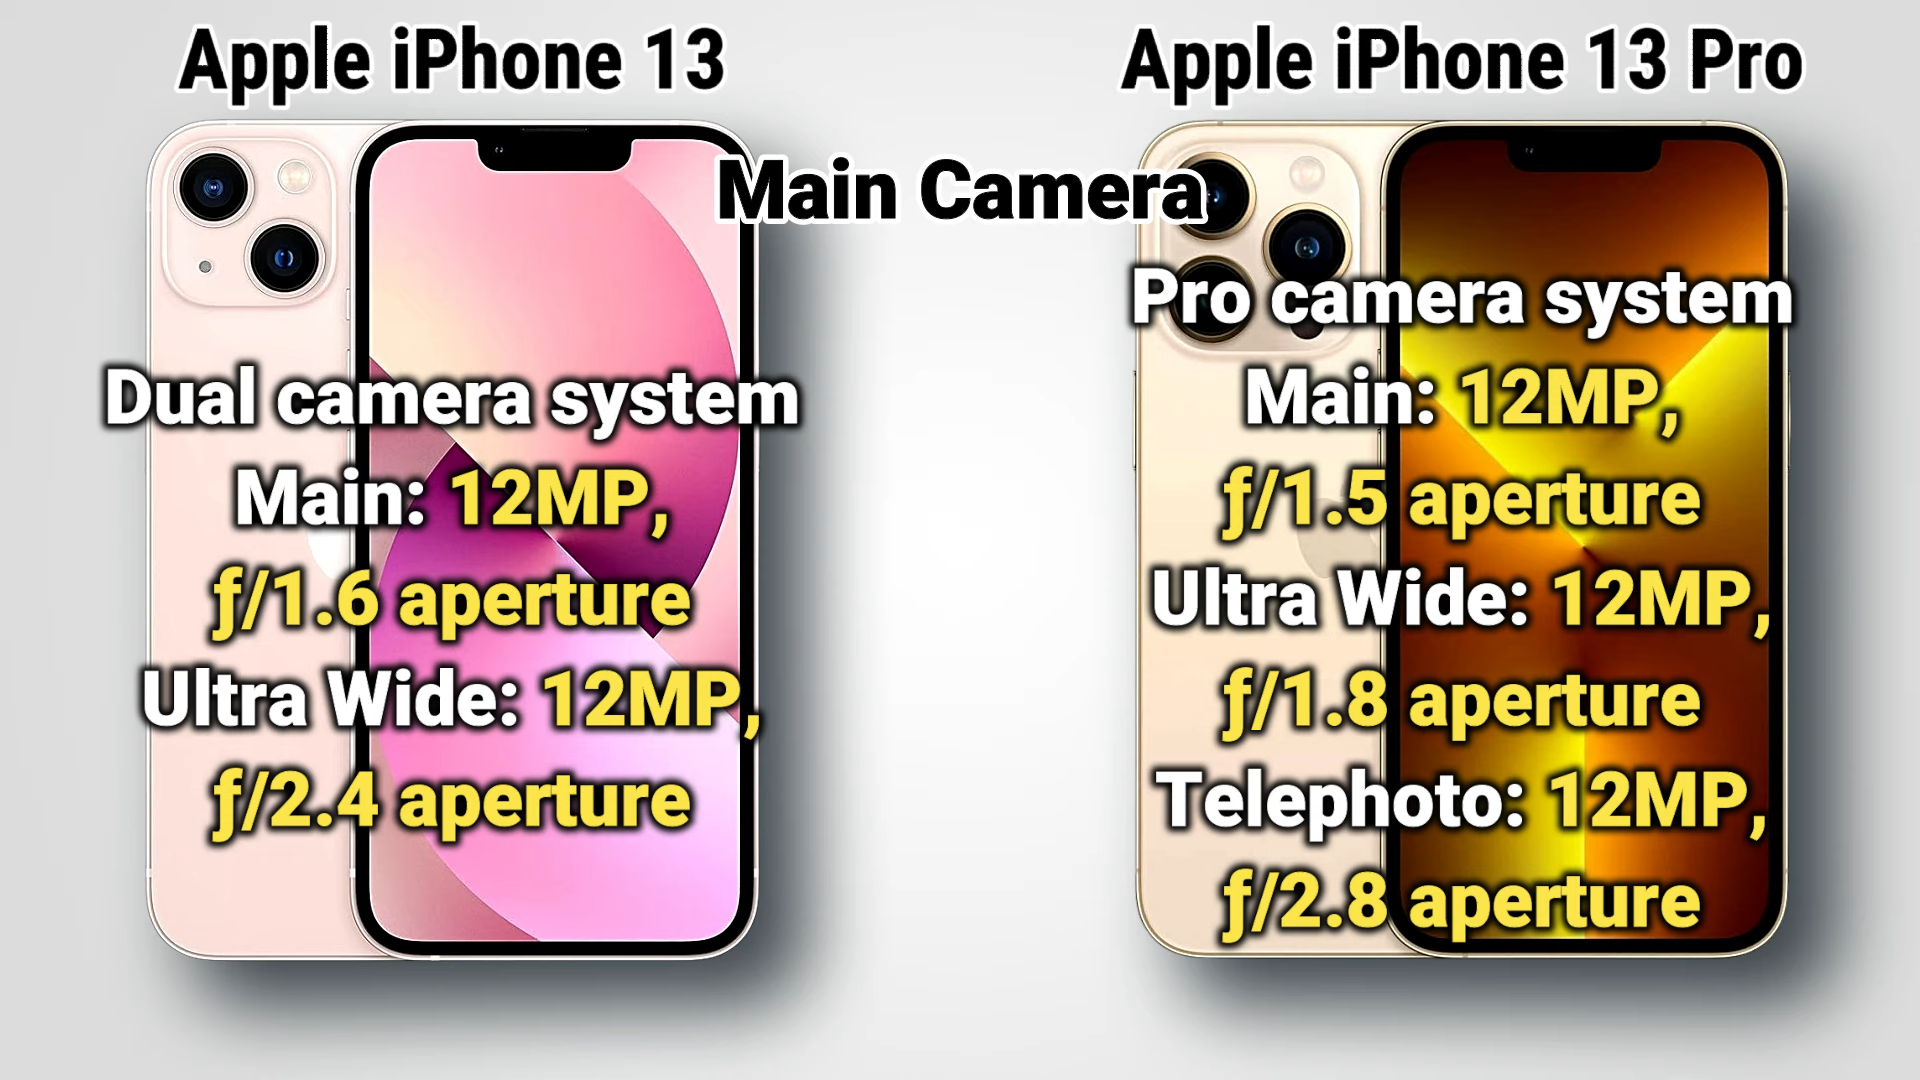 Apple iPhone 13
Apple iPhone 13 Pro
Main Camera
Dual camera system
Main: 12MP,
ƒ/1.6 aperture
Ultra Wide: 12MP,
ƒ/2.4 aperture
Pro camera system
Main: 12MP,
ƒ/1.5 aperture
Ultra Wide: 12MP,
ƒ/1.8 aperture
Telephoto: 12MP,
ƒ/2.8 aperture